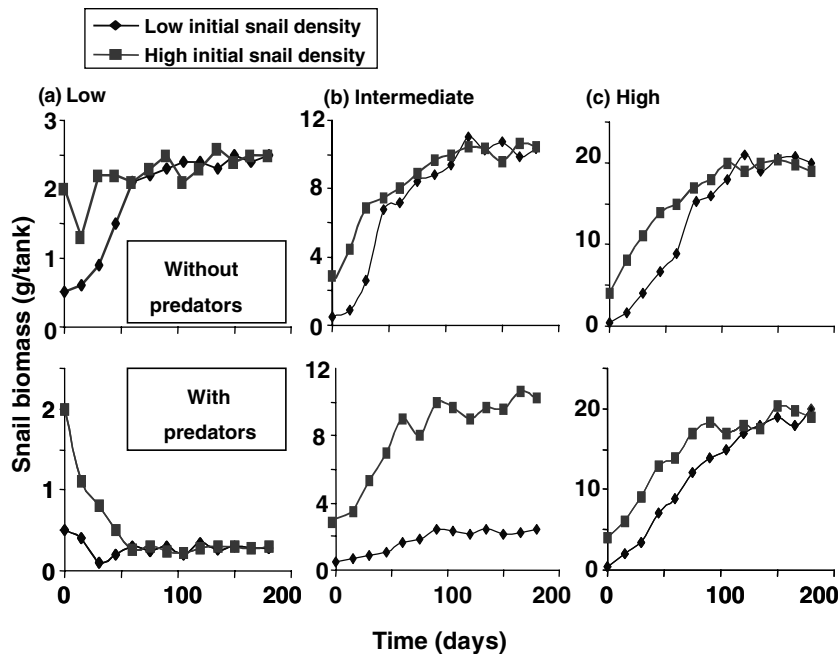 Low initial snail density
High initial snail density
(a) Low
(b) Intermediate
(c) High
3
2
1
0
12
8
4
0
20
10
0
Without
predators
Snail biomass (g/tank)
2
1
0
12
8
4
0
20
10
0
With
predators
0
100
200
0
100
200
0
100
200
Time (days)